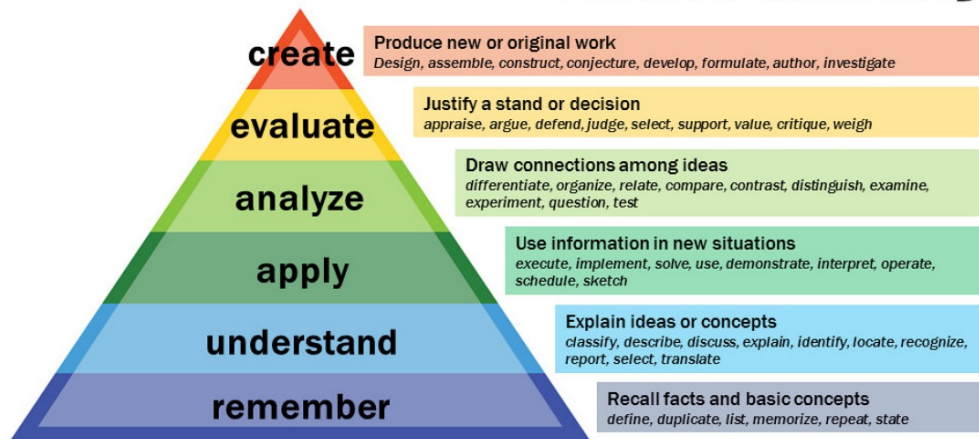 create
Produce new or original work
Design, assemble, construct, conjecture, develop, formulate, author, investigate
evaluate
Justify a stand or decision
appraise, argue, defend, judge, select, support, value, critique, weigh
analyze
Draw connections among ideas
differentiate, organize, relate, compare, contrast, distinguish, examine,
experiment, question, test
apply
Use information in new situations
execute, implement, solve, use, demonstrate, interpret, operate,
schedule, sketch
understand
Explain ideas or concepts
classify, describe, discuss, explain, identify, locate, recognize,
report, select, translate
remember
Recall facts and basic concepts
define, duplicate, list, memorize, repeat, state